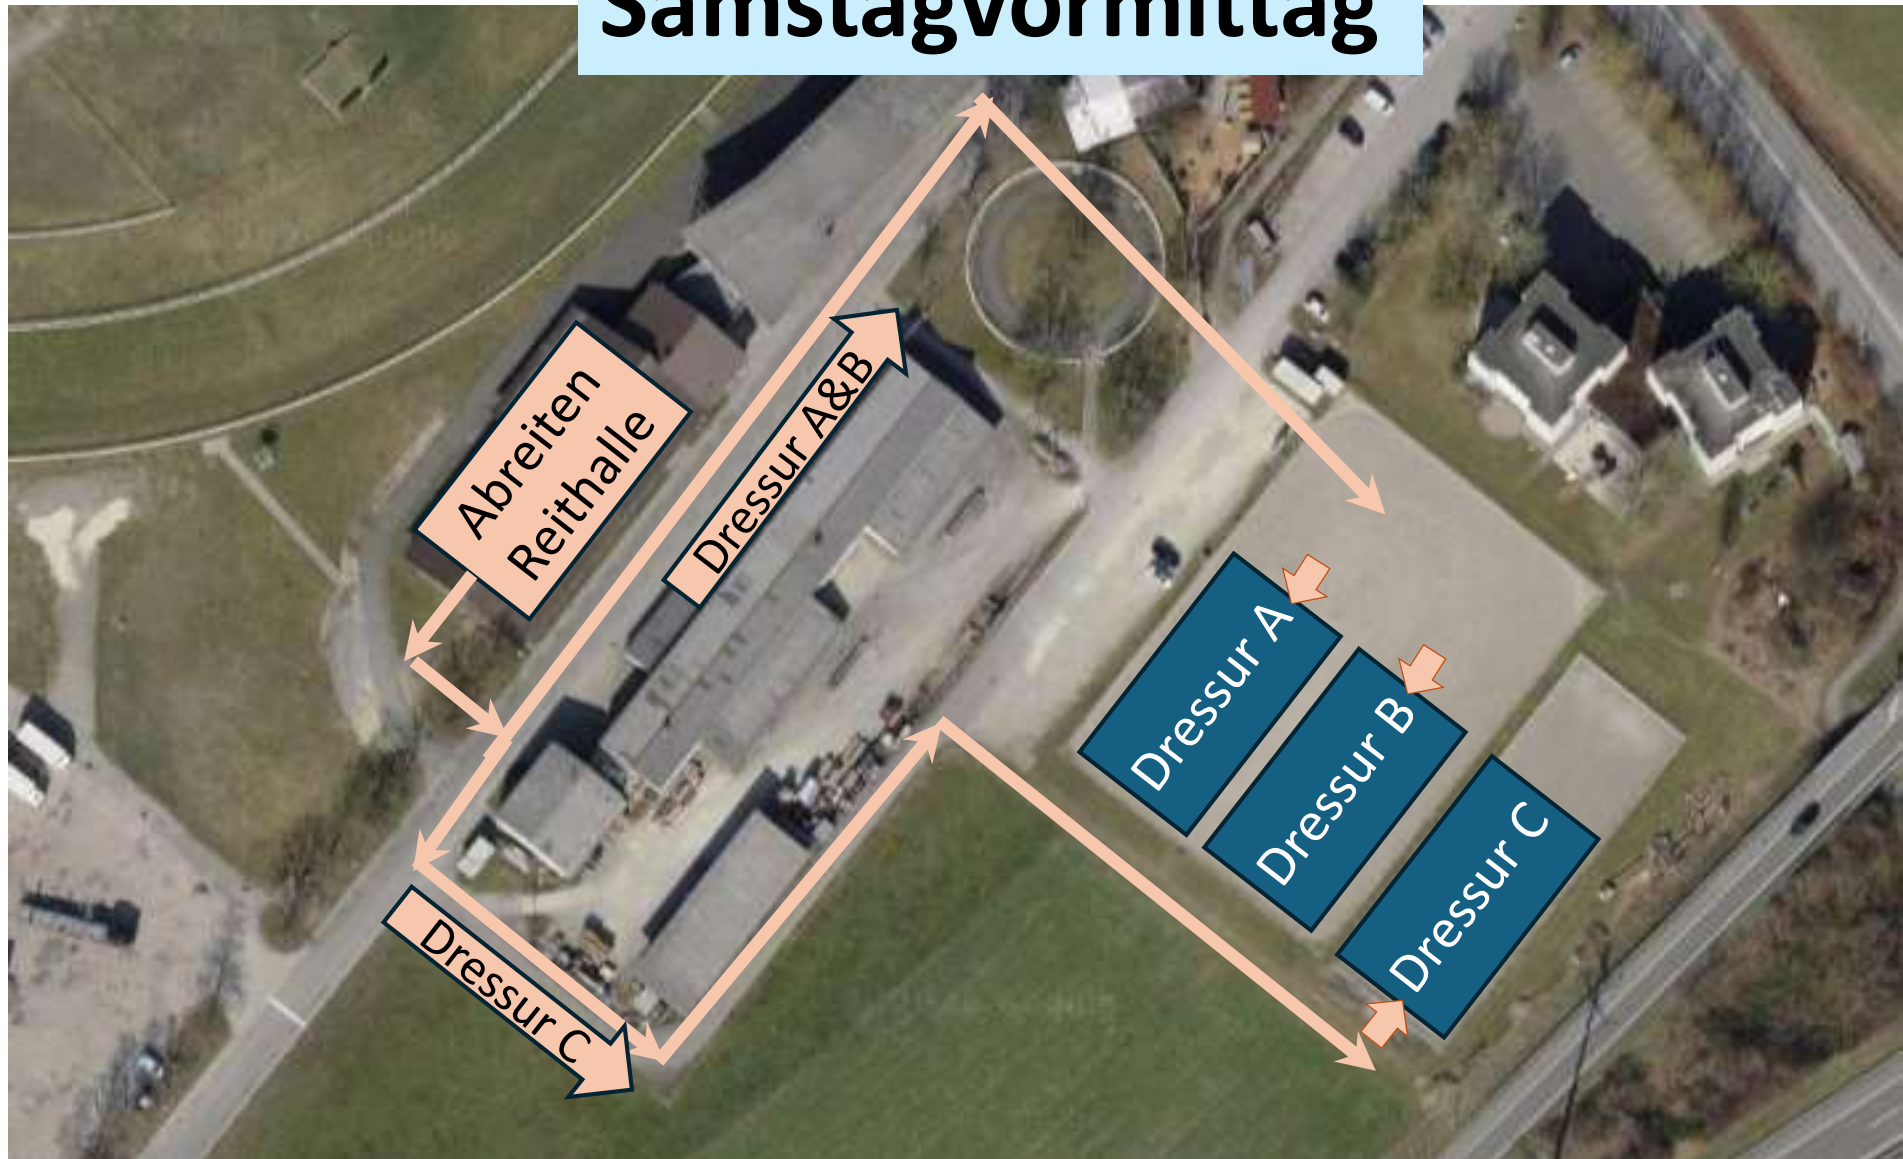 Samstagvormittag
Abreiten
Reithalle
Dressur A&B
Dressur A
Dressur B
Dressur C
Dressur C